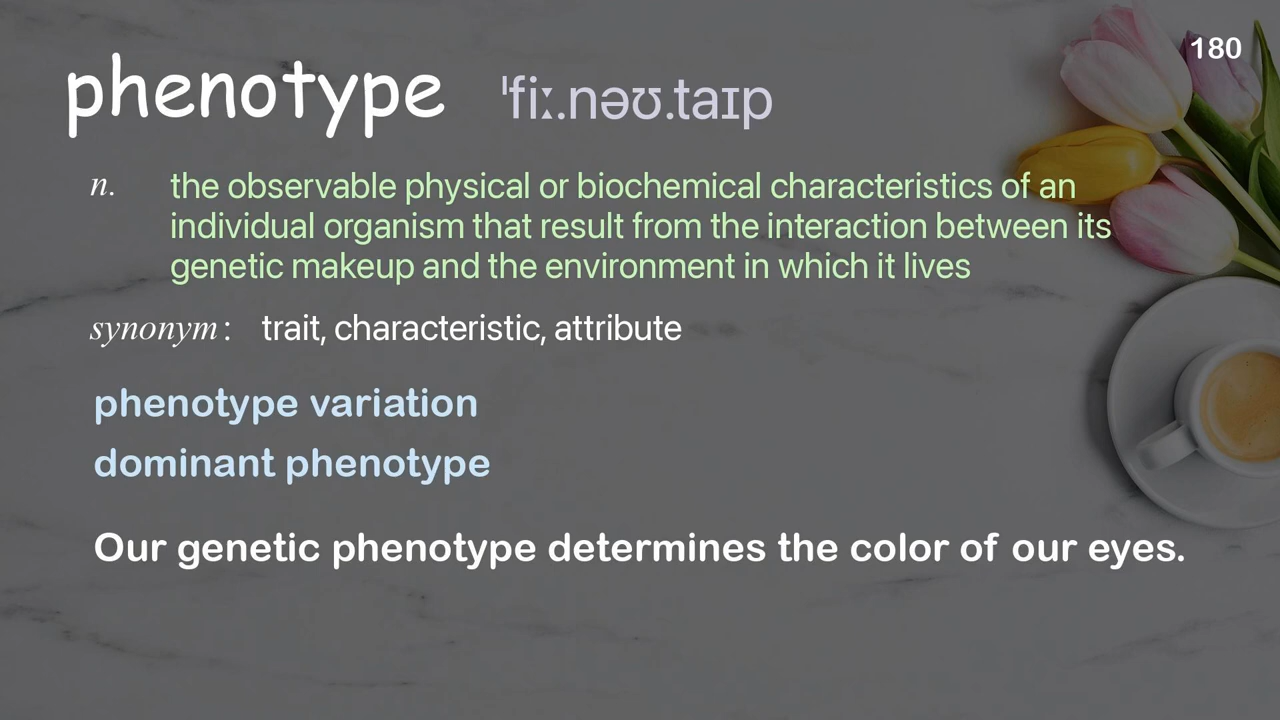 180
phenotype ˈfiː.nəʊ.taɪp
n. the observable physical or biochemical characteristics of an
individual organism that result from the interaction between its
genetic makeup and the environment in which it lives
synonym: trait, characteristic, attribute
phenotype variation
dominant phenotype
Our genetic phenotype determines the color of our eyes.